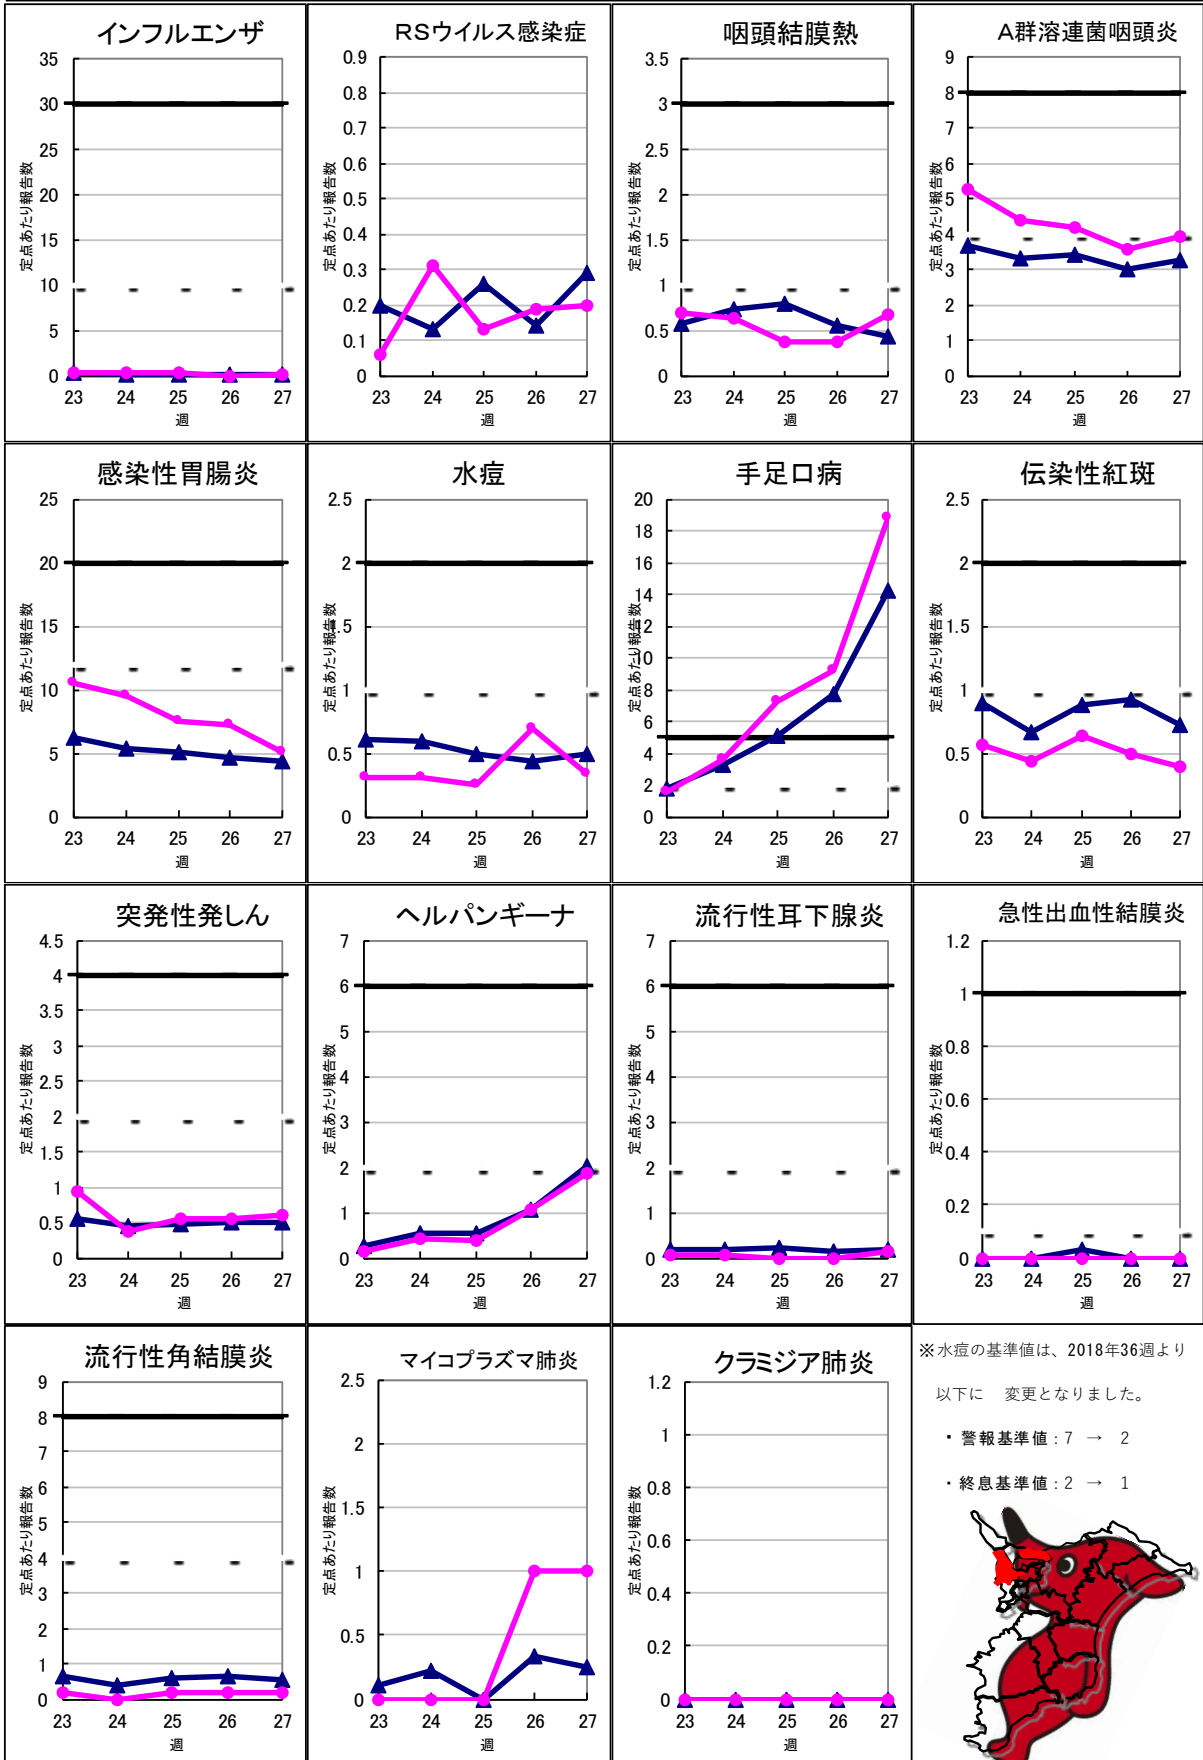 インフルエンザ
35
30
25
20
15
10
5
0
定点あたり報告数
23 24 25 26 27
週
RSウイルス感染症
0.9
0.8
0.7
0.6
0.5
0.4
0.3
0.2
0.1
0
定点あたり報告数
23 24 25 26 27
週
咽頭結膜熱
3.5
3
2.5
2
1.5
1
0.5
0
定点あたり報告数
23 24 25 26 27
週
A群溶連菌咽頭炎
9
8
7
6
5
4
3
2
1
0
定点あたり報告数
23 24 25 26 27
週
感染性胃腸炎
25
20
15
10
5
0
定点あたり報告数
23 24 25 26 27
週
水痘
2.5
2
1.5
1
0.5
0
定点あたり報告数
23 24 25 26 27
週
手足口病
20
18
16
14
12
10
8
6
4
2
0
定点あたり報告数
23 24 25 26 27
週
伝染性紅斑
2.5
2
1.5
1
0.5
0
定点あたり報告数
23 24 25 26 27
週
突発性発しん
4.5
4
3.5
3
2.5
2
1.5
1
0.5
0
定点あたり報告数
23 24 25 26 27
週
ヘルパンギーナ
7
6
5
4
3
2
1
0
定点あたり報告数
23 24 25 26 27
週
流行性耳下腺炎
7
6
5
4
3
2
1
0
定点あたり報告数
23 24 25 26 27
週
急性出血性結膜炎
1.2
1
0.8
0.6
0.4
0.2
0
定点あたり報告数
23 24 25 26 27
週
流行性角結膜炎
9
8
7
6
5
4
3
2
1
0
定点あたり報告数
23 24 25 26 27
週
マイコプラズマ肺炎
2.5
2
1.5
1
0.5
0
定点あたり報告数
23 24 25 26 27
週
クラミジア肺炎
1.2
1
0.8
0.6
0.4
0.2
0
定点あたり報告数
23 24 25 26 27
週
※水痘の基準値は、2018年36週より
以下に 変更となりました。
・警報基準値：7 → 2
・終息基準値：2 → 1